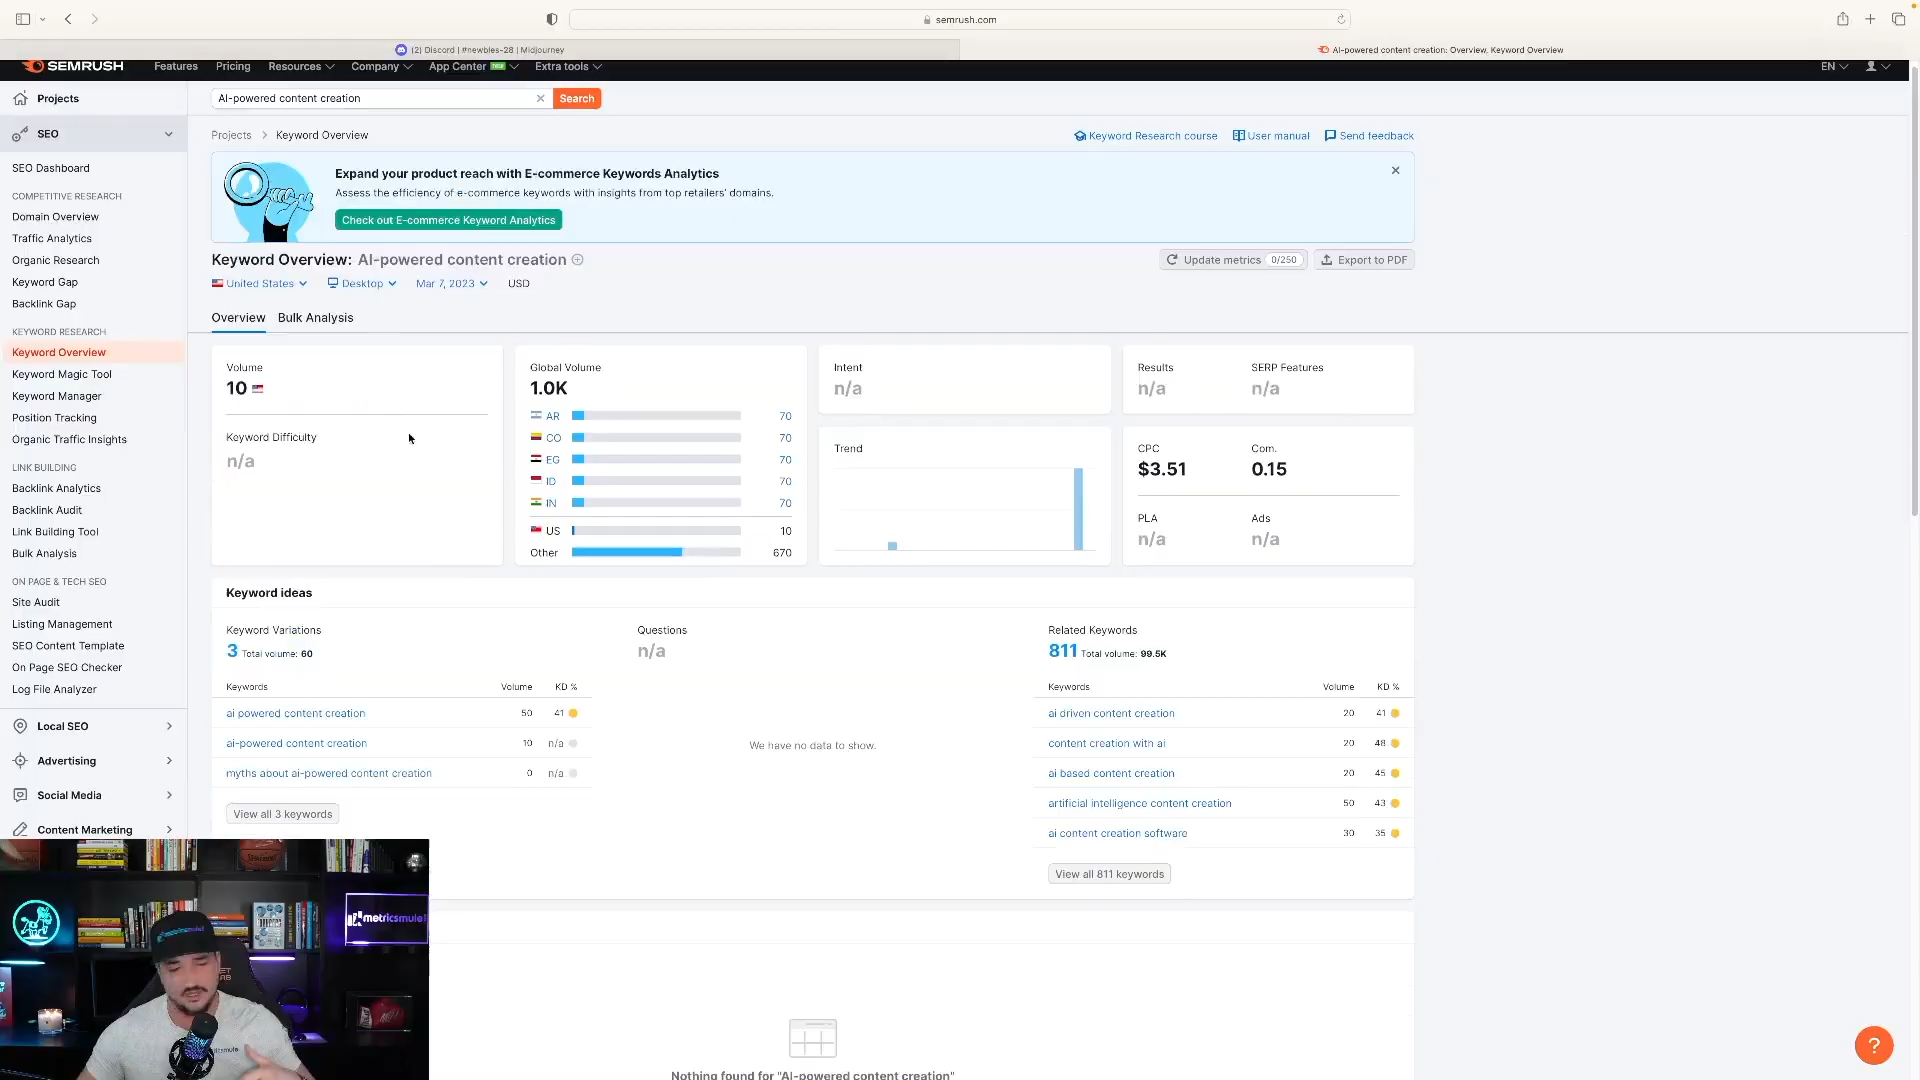 semrush.com
(2) Discord | #newbies-28 | Midjourney
AI-powered content creation: Overview, Keyword Overview
SEMRUSH
Features
Pricing
Resources
Company
App Center
Extra tools
EN
Projects
AI-powered content creation
Search
SEO
Projects > Keyword Overview
Keyword Research course
User manual
Send feedback
SEO Dashboard
COMPETITIVE RESEARCH
Domain Overview
Traffic Analytics
Organic Research
Keyword Gap
Backlink Gap
KEYWORD RESEARCH
Keyword Overview
Keyword Magic Tool
Keyword Manager
Position Tracking
Organic Traffic Insights
LINK BUILDING
Backlink Analytics
Backlink Audit
Link Building Tool
Bulk Analysis
ON PAGE & TECH SEO
Site Audit
Listing Management
SEO Content Template
On Page SEO Checker
Log File Analyzer
Local SEO
Advertising
Social Media
Content Marketing
Expand your product reach with E-commerce Keywords Analytics
Assess the efficiency of e-commerce keywords with insights from top retailers' domains.
Check out E-commerce Keyword Analytics
Keyword Overview: AI-powered content creation
Update metrics 0/250
Export to PDF
United States
Desktop
Mar 7, 2023
USD
Overview
Bulk Analysis
Volume
10
Keyword Difficulty
n/a
Global Volume
1.0K
AR 70
CO 70
EG 70
ID 70
IN 70
US 10
Other 670
Intent
n/a
Trend
Results
n/a
SERP Features
n/a
CPC
$3.51
Com.
0.15
PLA
n/a
Ads
n/a
Keyword ideas
Keyword Variations
3 Total volume: 60
Keywords Volume KD %
ai powered content creation 50 41
ai-powered content creation 10 n/a
myths about ai-powered content creation 0 n/a
View all 3 keywords
Questions
n/a
We have no data to show.
Related Keywords
811 Total volume: 99.5K
Keywords Volume KD %
ai driven content creation 20 41
content creation with ai 20 48
ai based content creation 20 45
artificial intelligence content creation 50 43
ai content creation software 30 35
View all 811 keywords
metricsmule
Nothing found for "AI-powered content creation"
?